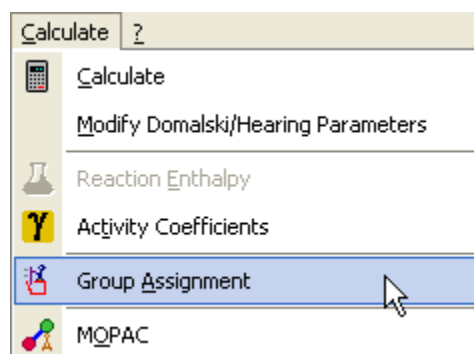 Calculate ?
Calculate
Modify Domalski/Hearing Parameters
Reaction Enthalpy
γ Activity Coefficients
Group Assignment
MOPAC